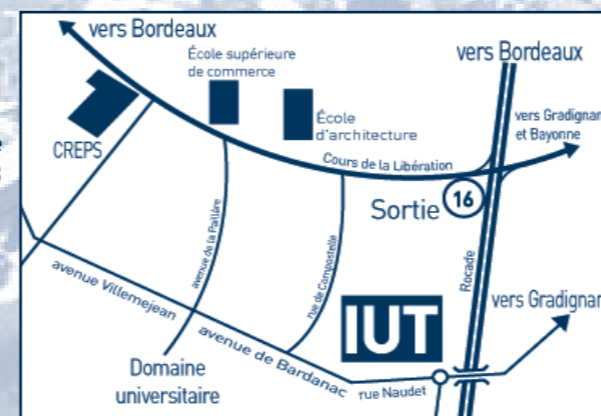 vers Bordeaux
École supérieure
de commerce
vers Bordeaux
École
d'architecture
vers Gradignan
et Bayonne
CREPS
Cours de la Libération
16
Sortie
avenue de la Paillère
rue de Compostelle
Rocade
avenue Villemejean
IUT
vers Gradignan
avenue de Bardanac
Domaine
universitaire
rue Naudet